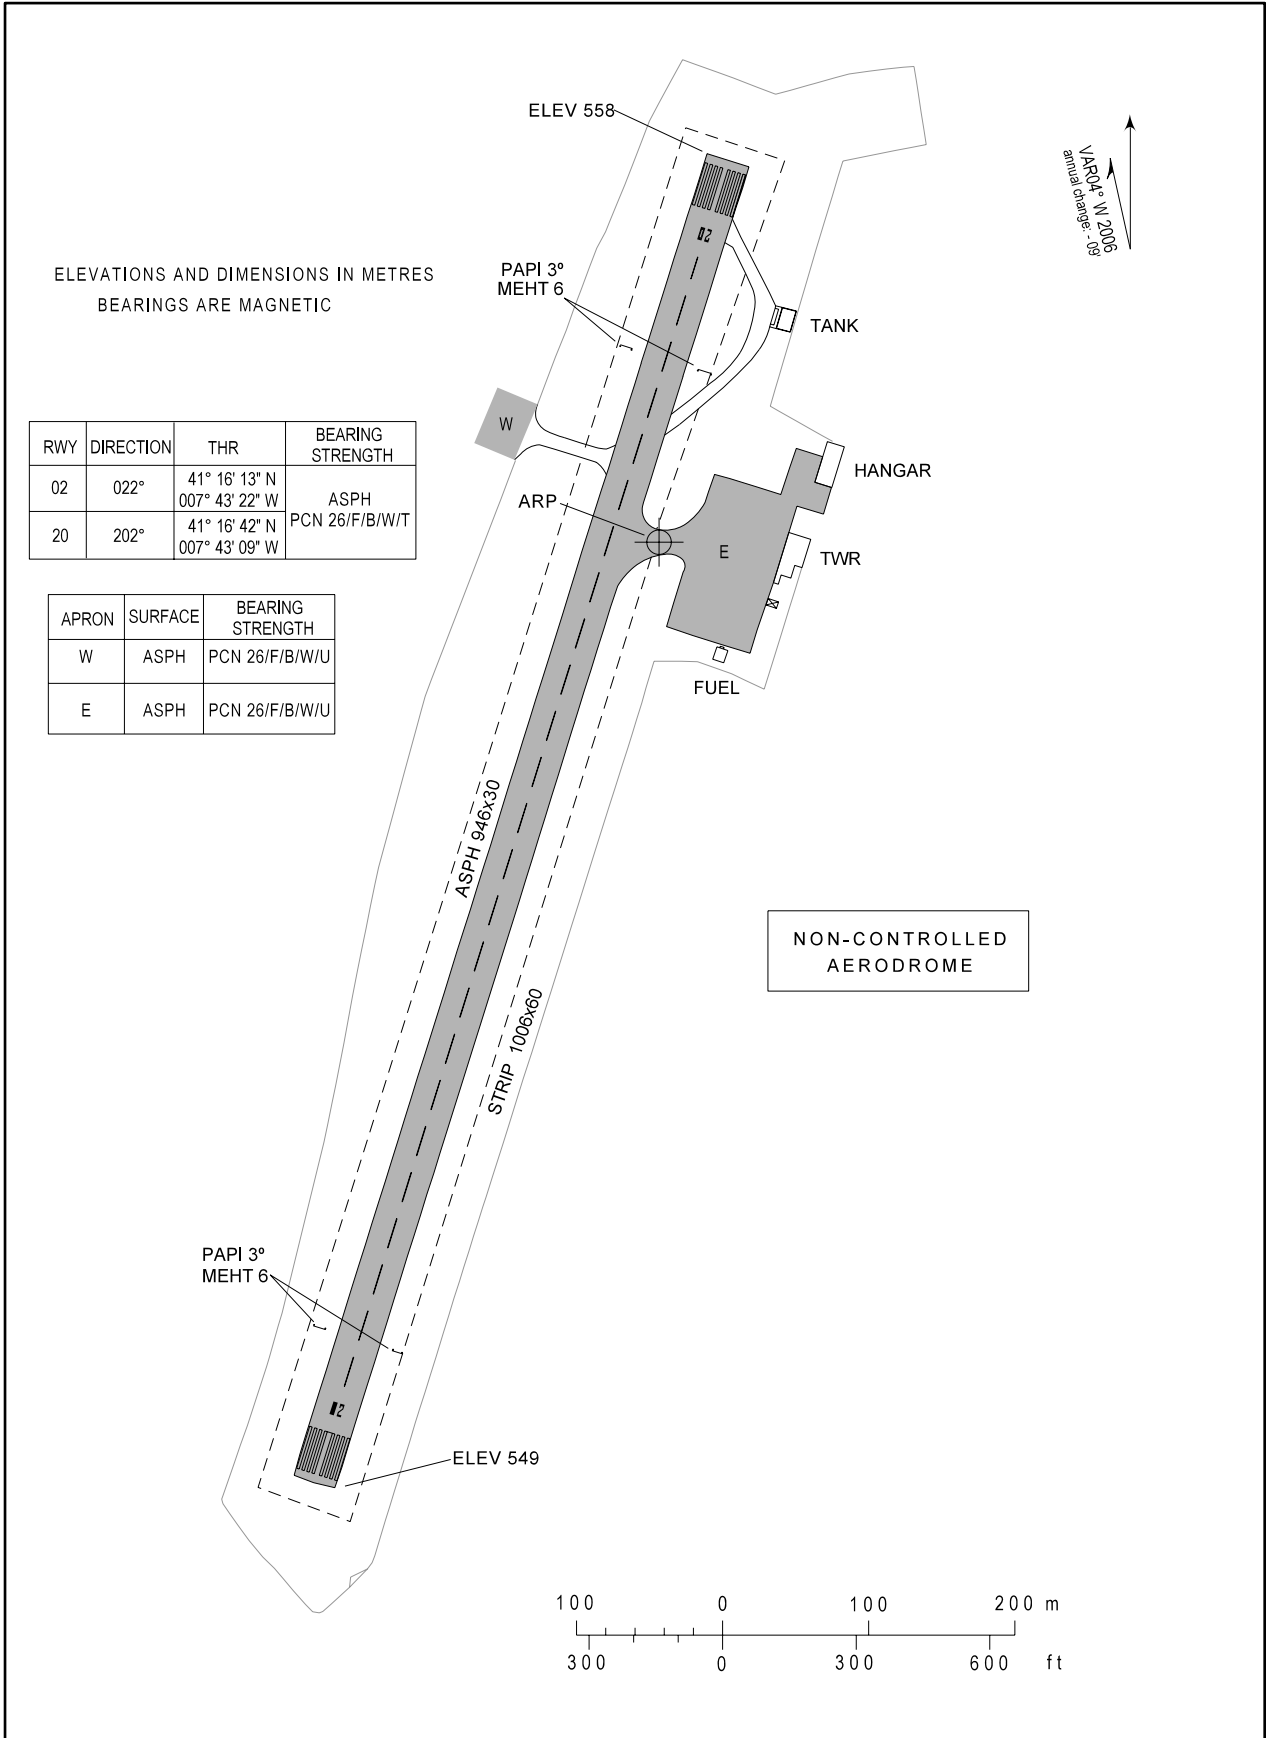 ELEV 558
VAR04° W 2006
annual change: - 09'
ELEVATIONS AND DIMENSIONS IN METRES
BEARINGS ARE MAGNETIC
PAPI 3º
MEHT 6
02
TANK
W
RWY DIRECTION THR BEARING STRENGTH
02 022° 41° 16' 13" N 007° 43' 22" W ASPH PCN 26/F/B/W/T
20 202° 41° 16' 42" N 007° 43' 09" W
HANGAR
ARP
E
TWR
APRON SURFACE BEARING STRENGTH
W ASPH PCN 26/F/B/W/U
E ASPH PCN 26/F/B/W/U
FUEL
ASPH 946x30
NON-CONTROLLED
AERODROME
STRIP 1006x60
PAPI 3º
MEHT 6
ELEV 549
100 0 100 200 m
300 0 300 600 ft